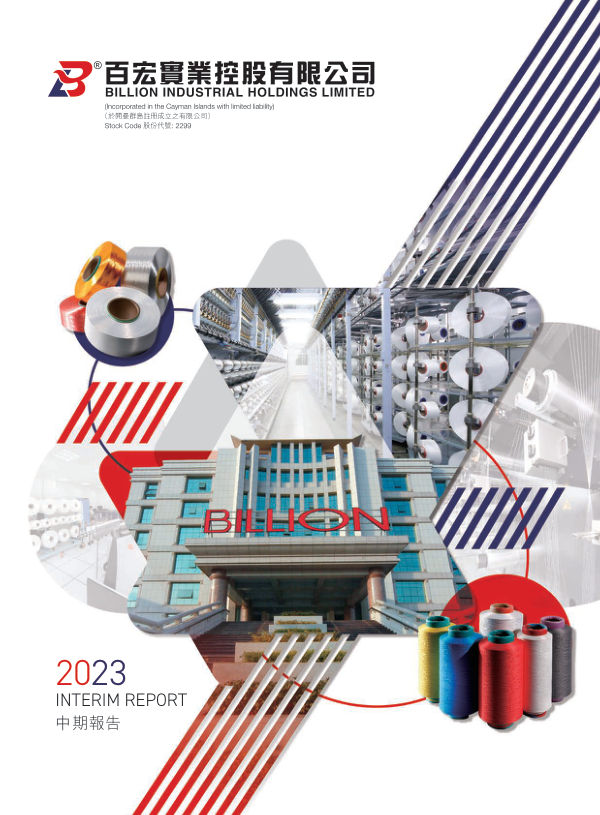 百宏實業控股有限公司
BILLION INDUSTRIAL HOLDINGS LIMITED
(Incorporated in the Cayman Islands with limited liability)
(於開曼群島註冊成立之有限公司)
Stock Code 股份代號: 2299
BILLION
2023
INTERIM REPORT
中期報告